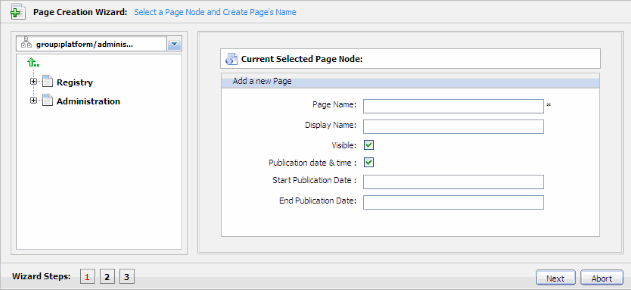 Page Creation Wizard: Select a Page Node and Create Page's Name
group:platform/adminis...
Registry
Administration
Current Selected Page Node:
Add a new Page
Page Name: *
Display Name:
Visible:
Publication date & time :
Start Publication Date :
End Publication Date:
Wizard Steps: 1 2 3
Next Abort